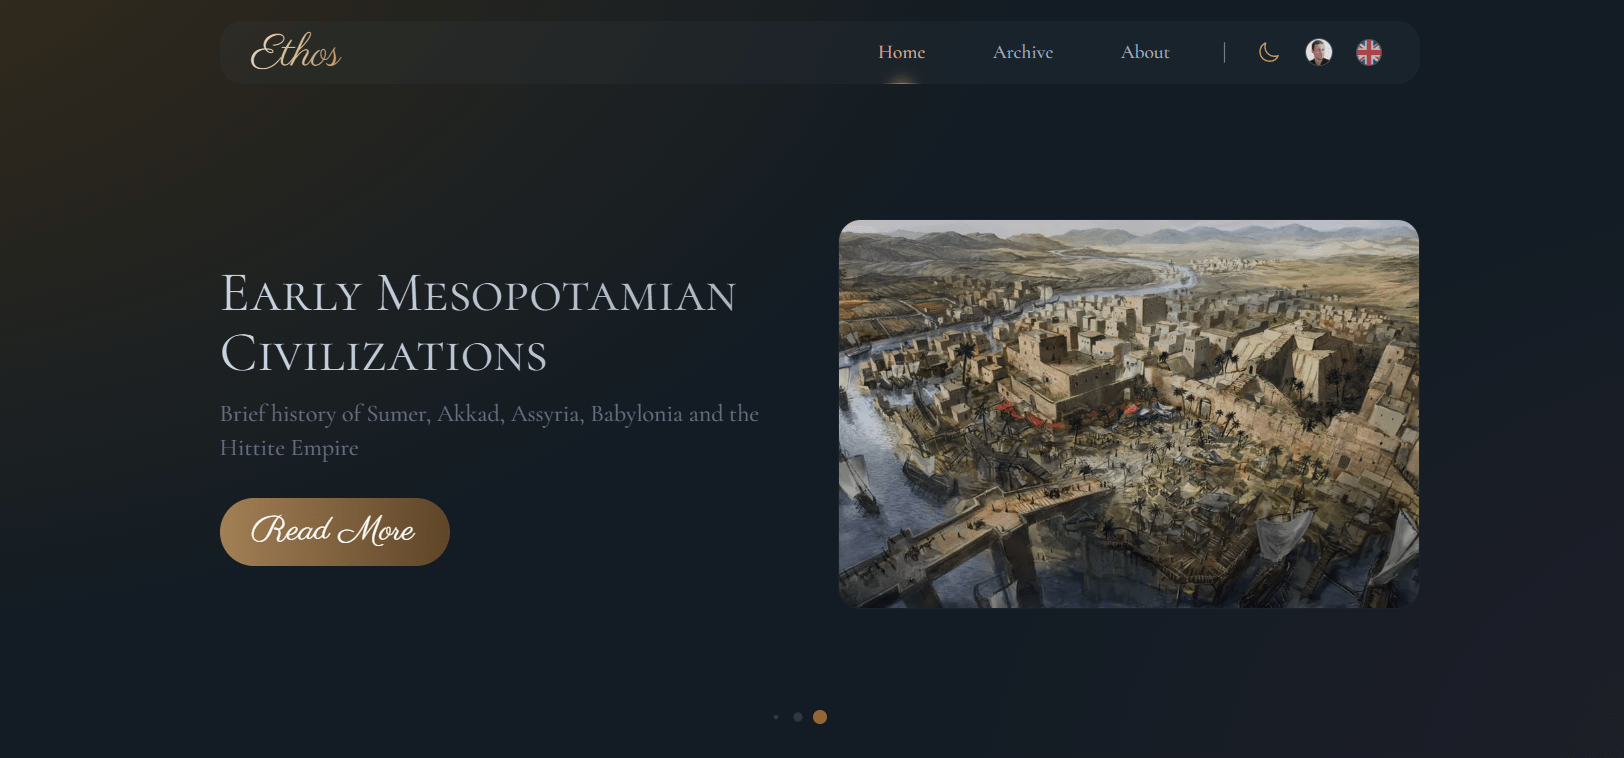 Ethos
Home
Archive
About
Early Mesopotamian
Civilizations
Brief history of Sumer, Akkad, Assyria, Babylonia and the
Hittite Empire
Read More